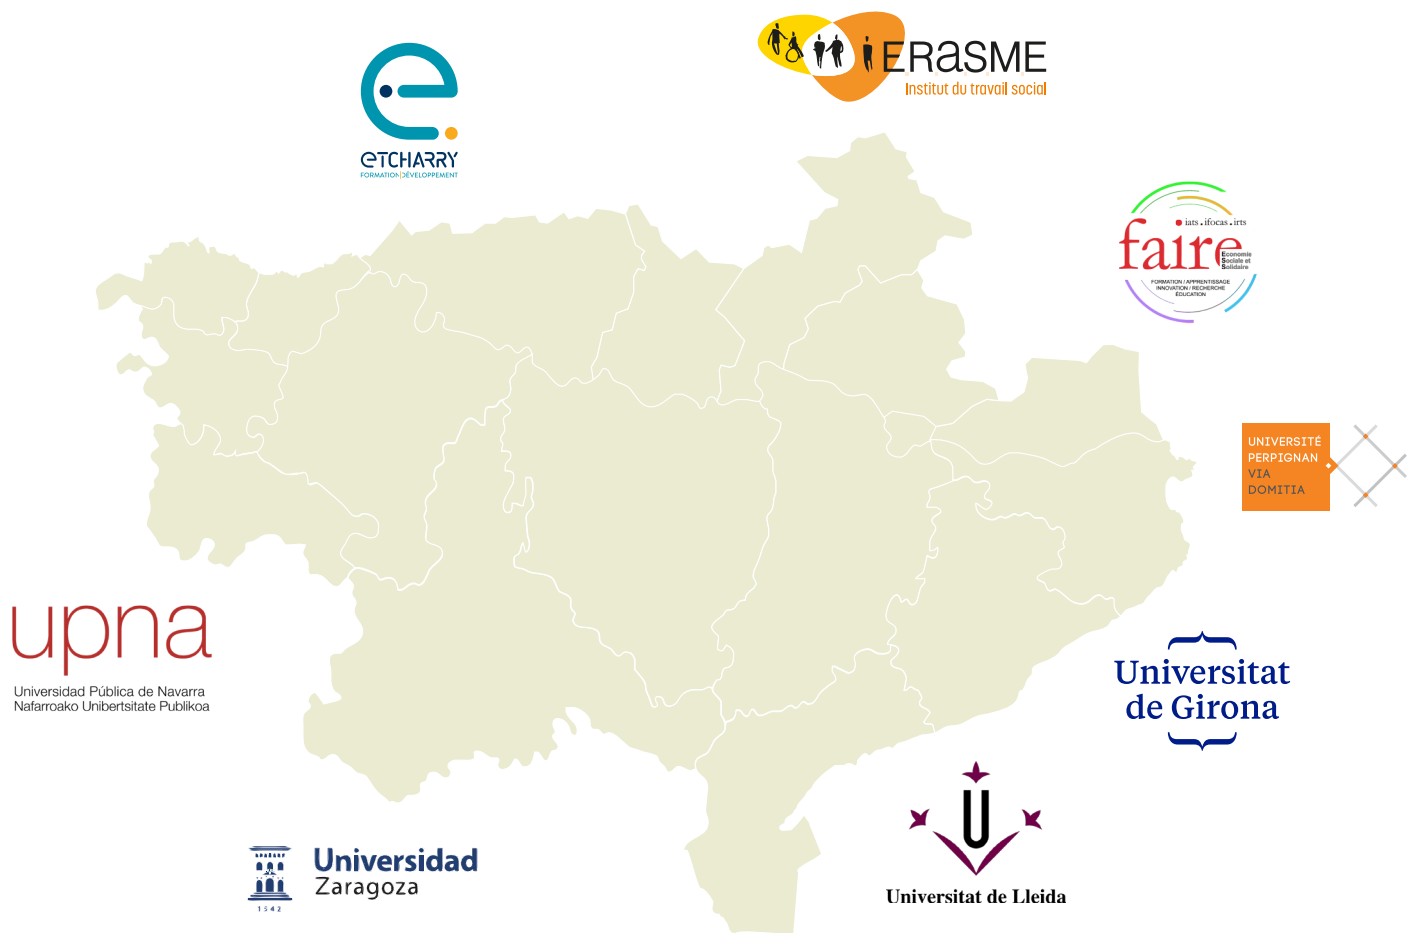 ERASME
Institut du travail social
eTCHARRY
FORMATION|DÉVELOPPEMENT
iats.ifocas.irts
faire
Economie
Sociale et
Solidaire
FORMATION / APPRENTISSAGE
INNOVATION / RECHERCHE
ÉDUCATION
UNIVERSITÉ
PERPIGNAN
VIA
DOMITIA
upna
Universidad Pública de Navarra
Nafarroako Unibertsitate Publikoa
Universitat
de Girona
U
Universitat de Lleida
Universidad
Zaragoza
1542